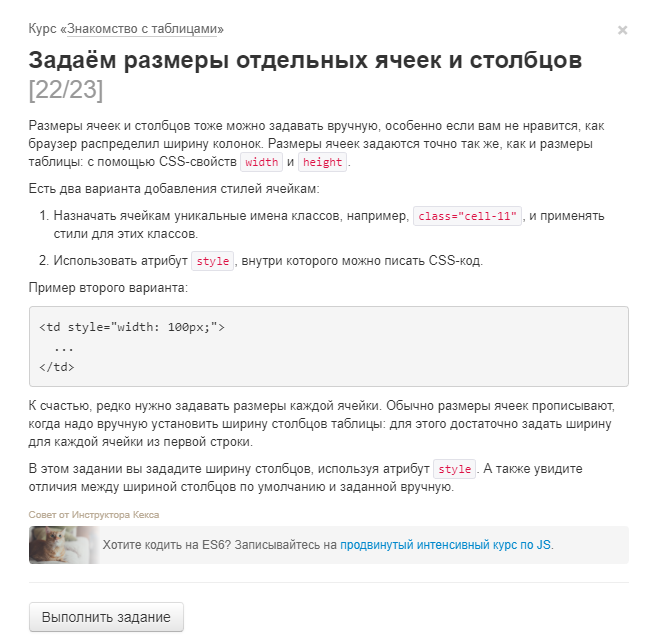 Курс «Знакомство с таблицами»
×
Задаём размеры отдельных ячеек и столбцов
[22/23]
Размеры ячеек и столбцов тоже можно задавать вручную, особенно если вам не нравится, как
браузер распределил ширину колонок. Размеры ячеек задаются точно так же, как и размеры
таблицы: с помощью CSS-свойств width и height.
Есть два варианта добавления стилей ячейкам:
1. Назначать ячейкам уникальные имена классов, например, class="cell-11", и применять
стили для этих классов.
2. Использовать атрибут style, внутри которого можно писать CSS-код.
Пример второго варианта:
<td style="width: 100px;">
...
</td>
К счастью, редко нужно задавать размеры каждой ячейки. Обычно размеры ячеек прописывают,
когда надо вручную установить ширину столбцов таблицы: для этого достаточно задать ширину
для каждой ячейки из первой строки.
В этом задании вы зададите ширину столбцов, используя атрибут style. А также увидите
отличия между шириной столбцов по умолчанию и заданной вручную.
Совет от Инструктора Кекса
Хотите кодить на ES6? Записывайтесь на продвинутый интенсивный курс по JS.
Выполнить задание